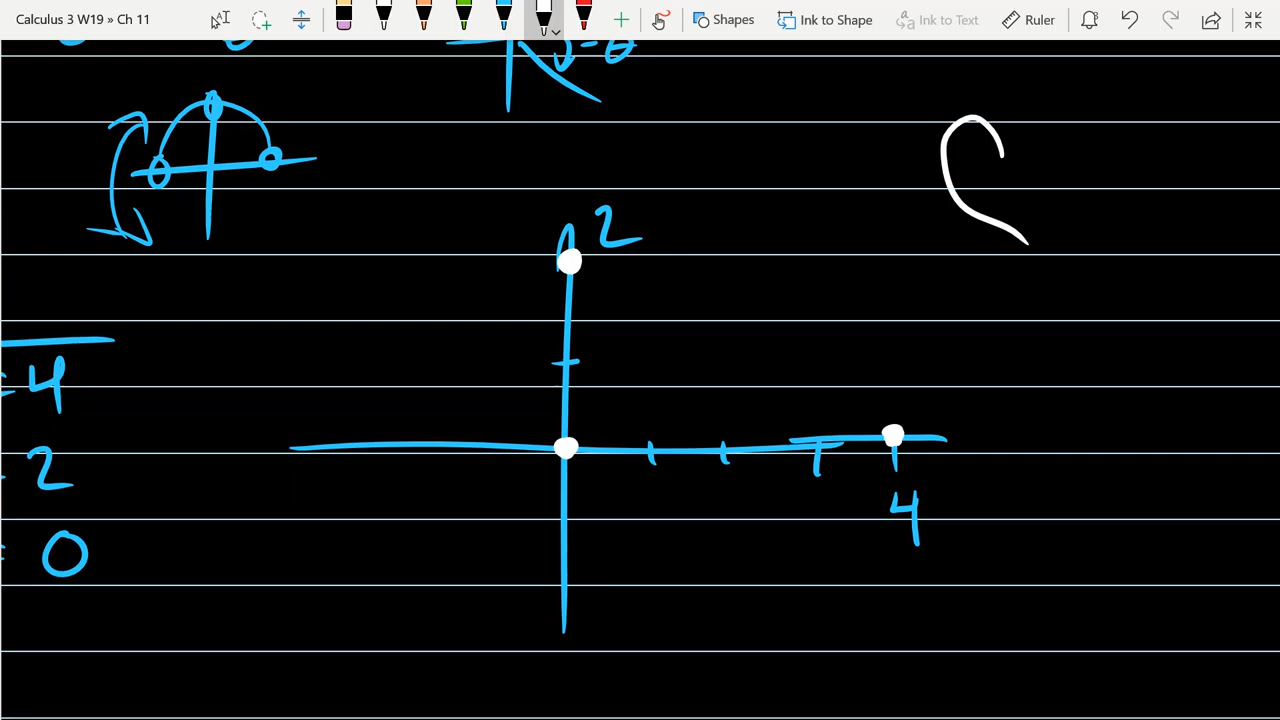 Calculus 3 W19 » Ch 11
Shapes
Ink to Shape
Ink to Text
Ruler
2
= 4
4
2
= 0